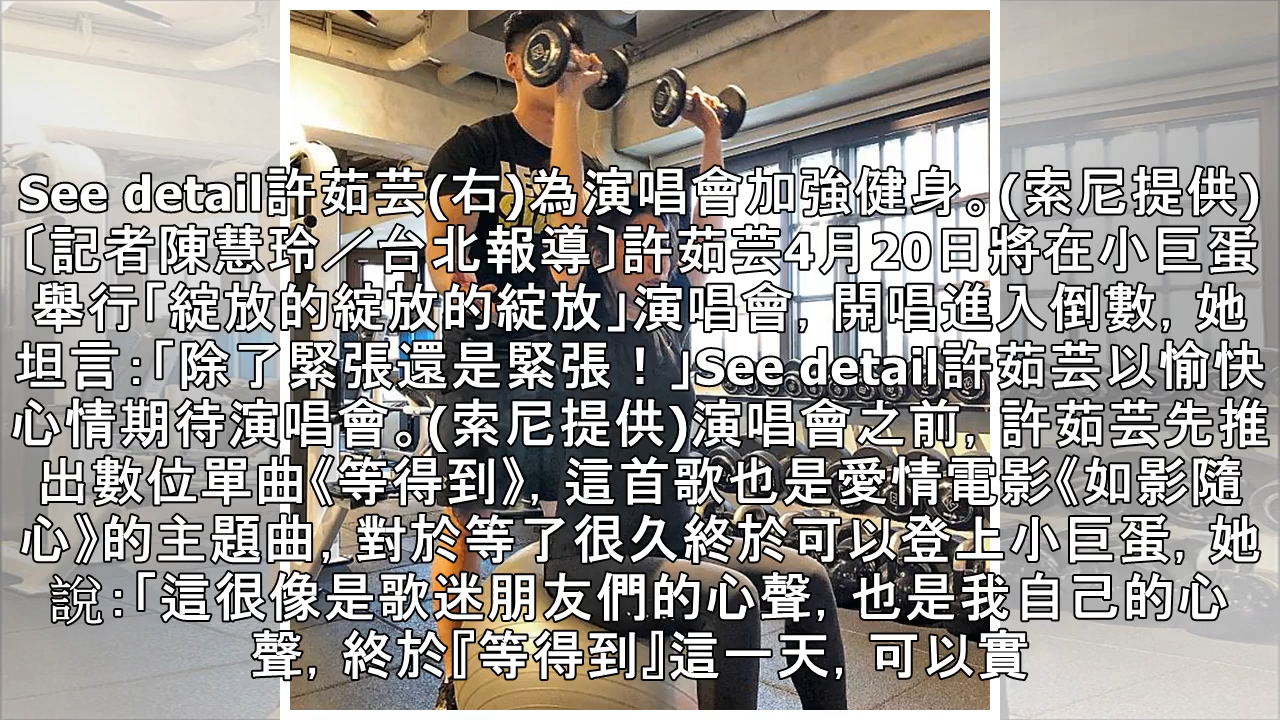 See detail許茹芸(右)為演唱會加強健身。(索尼提供)
〔記者陳慧玲／台北報導〕許茹芸4月20日將在小巨蛋
舉行「綻放的綻放的綻放」演唱會，開唱進入倒數，她
坦言：「除了緊張還是緊張！」See detail許茹芸以愉快
心情期待演唱會。(索尼提供)演唱會之前，許茹芸先推
出數位單曲《等得到》，這首歌也是愛情電影《如影隨
心》的主題曲，對於等了很久終於可以登上小巨蛋，她
說：「這很像是歌迷朋友們的心聲，也是我自己的心
聲，終於『等得到』這一天，可以實